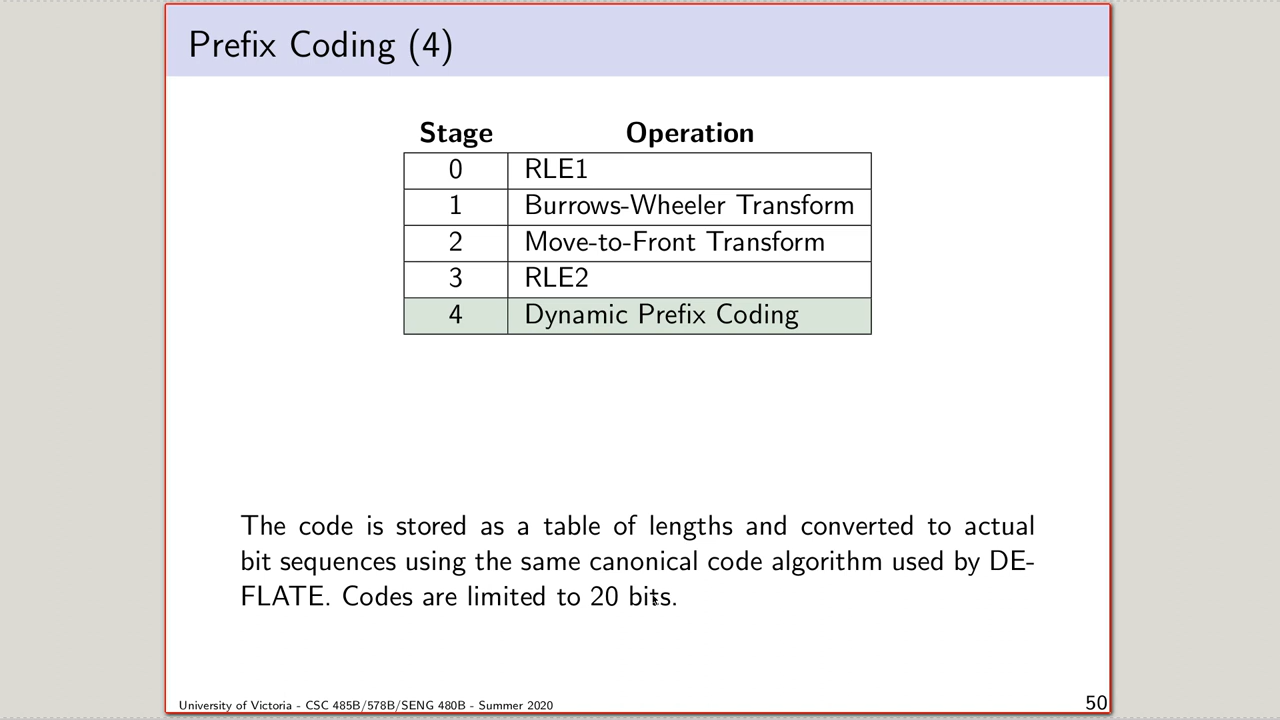 Prefix Coding (4)
Stage Operation
0 RLE1
1 Burrows-Wheeler Transform
2 Move-to-Front Transform
3 RLE2
4 Dynamic Prefix Coding
The code is stored as a table of lengths and converted to actual
bit sequences using the same canonical code algorithm used by DE-
FLATE. Codes are limited to 20 bits.
University of Victoria - CSC 485B/578B/SENG 480B - Summer 2020
50